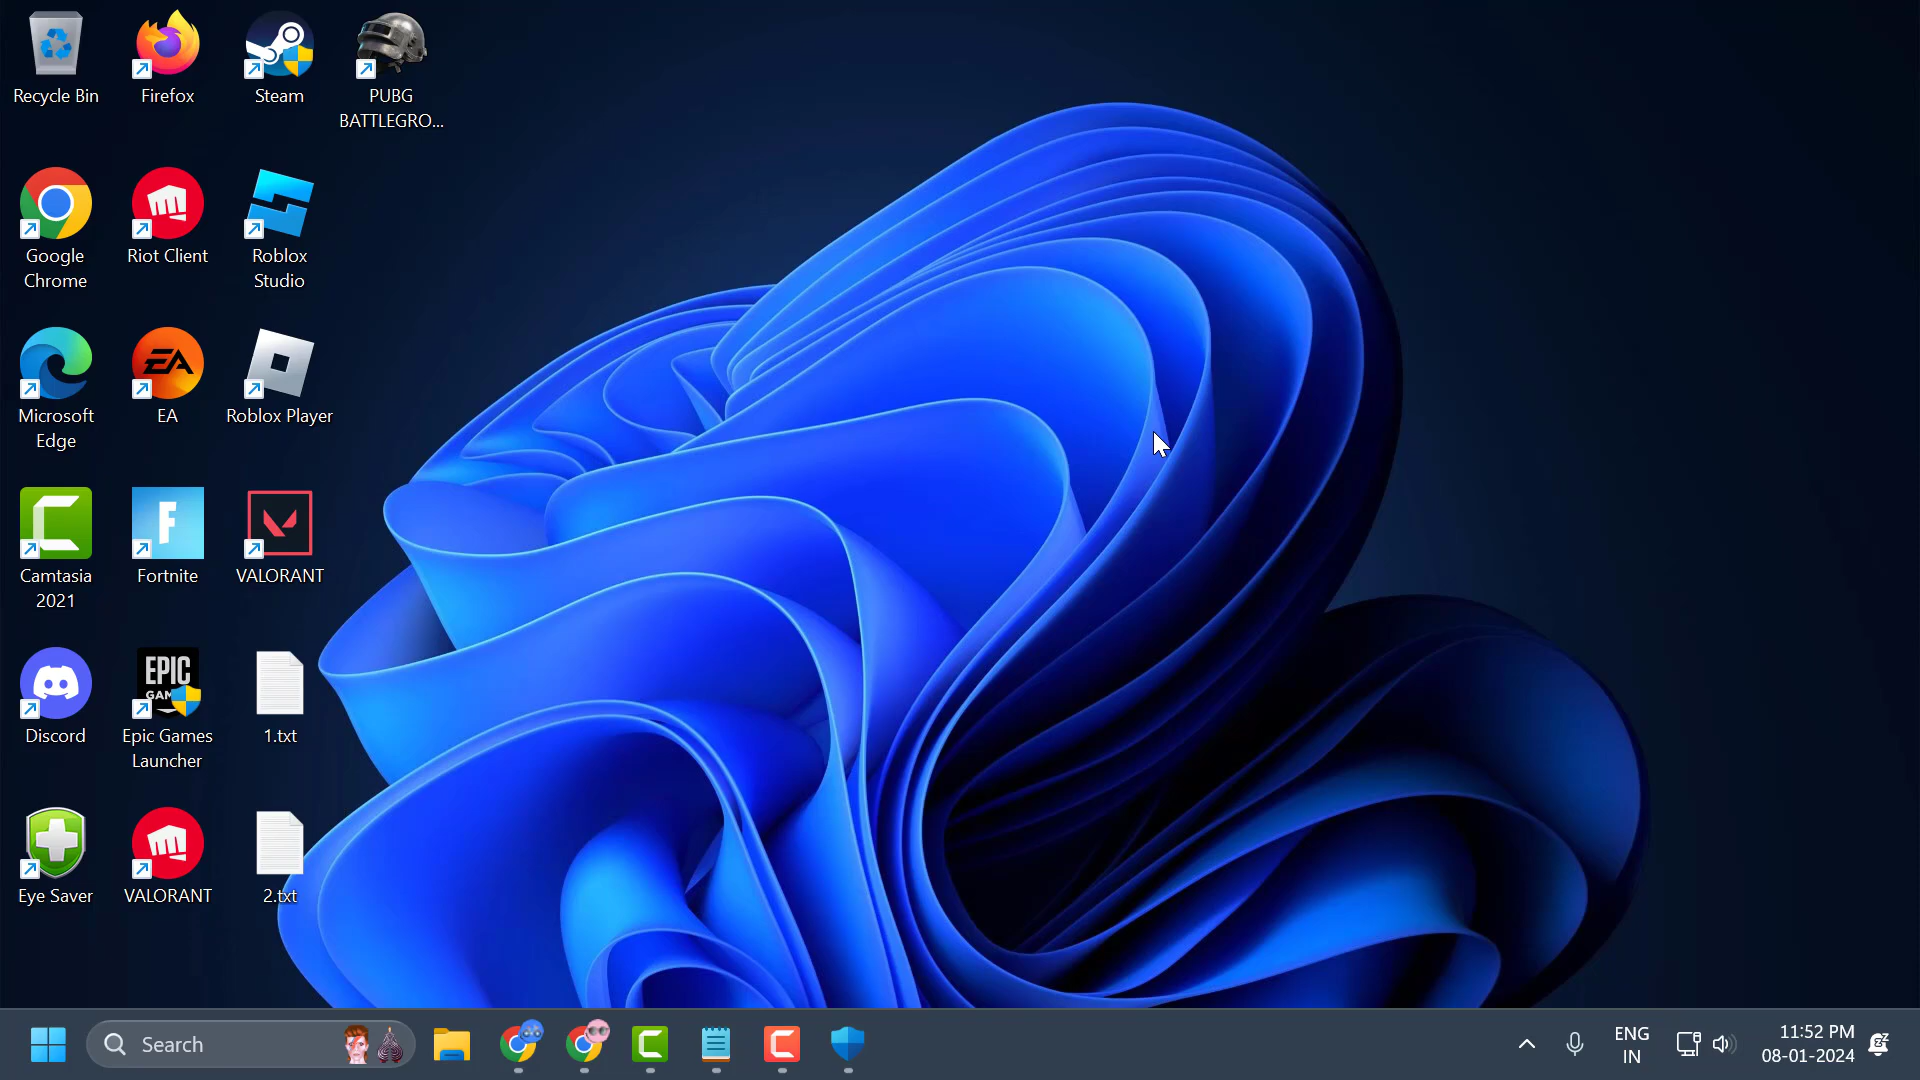 Recycle Bin
Firefox
Steam
PUBG
BATTLEGRO...
Google
Chrome
Riot Client
Roblox
Studio
Microsoft
Edge
EA
EA
Roblox Player
Camtasia
2021
F
Fortnite
VALORANT
Discord
EPIC
GAM
Epic Games
Launcher
1.txt
Eye Saver
VALORANT
2.txt
Search
ENG
IN
11:52 PM
08-01-2024